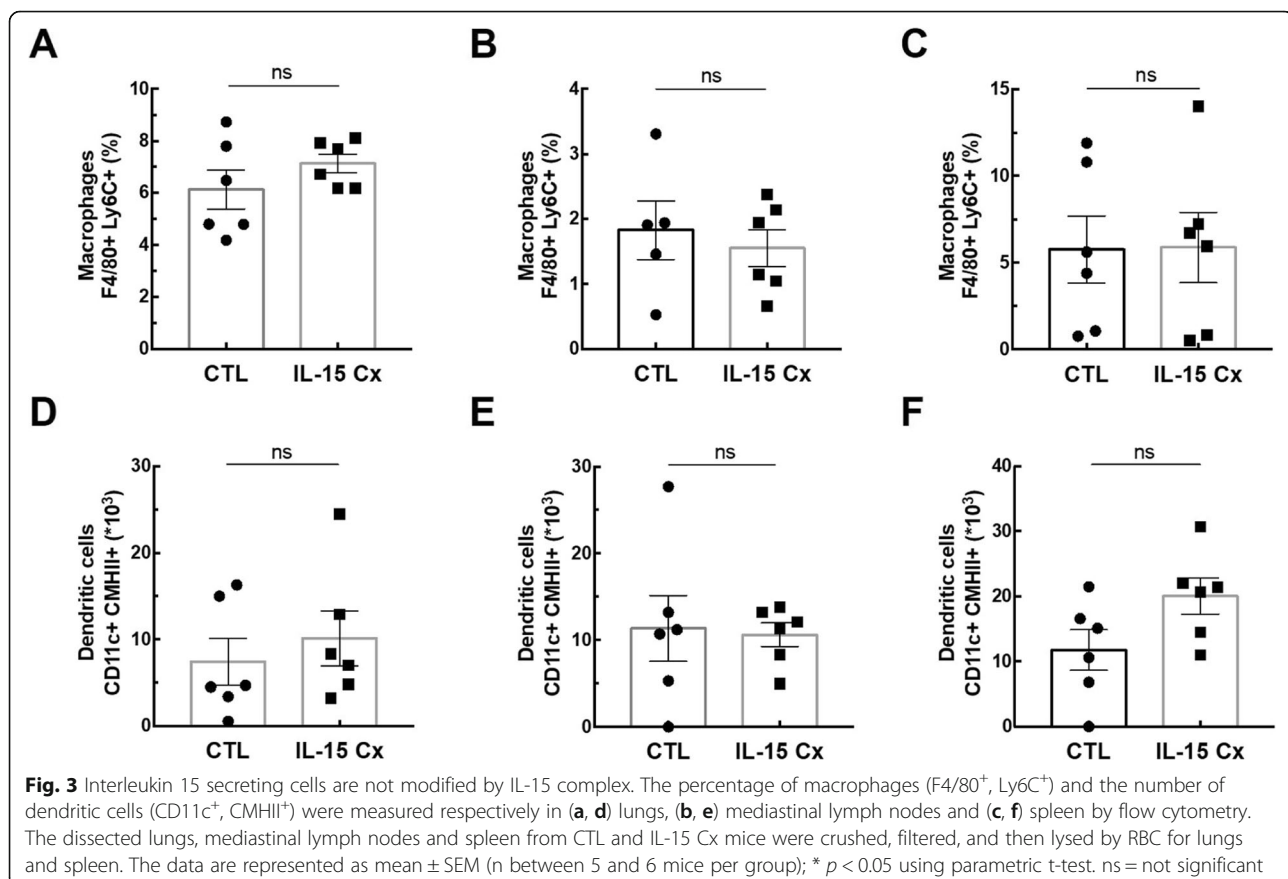 A
B
C
ns
ns
ns
Macrophages
F4/80+ Ly6C+ (%)
10
8
6
4
2
0
CTL
IL-15 Cx
Macrophages
F4/80+ Ly6C+ (%)
4
3
2
1
0
CTL
IL-15 Cx
Macrophages
F4/80+ Ly6C+ (%)
15
10
5
0
CTL
IL-15 Cx
D
E
F
ns
ns
ns
Dendritic cells
CD11c+ CMHII+ (*10³)
30
20
10
0
CTL
IL-15 Cx
Dendritic cells
CD11c+ CMHII+ (*10³)
30
20
10
0
CTL
IL-15 Cx
Dendritic cells
CD11c+ CMHII+ (*10³)
40
30
20
10
0
CTL
IL-15 Cx
Fig. 3 Interleukin 15 secreting cells are not modified by IL-15 complex. The percentage of macrophages (F4/80⁺, Ly6C⁺) and the number of
dendritic cells (CD11c⁺, CMHII⁺) were measured respectively in (a, d) lungs, (b, e) mediastinal lymph nodes and (c, f) spleen by flow cytometry.
The dissected lungs, mediastinal lymph nodes and spleen from CTL and IL-15 Cx mice were crushed, filtered, and then lysed by RBC for lungs
and spleen. The data are represented as mean ± SEM (n between 5 and 6 mice per group); * p < 0.05 using parametric t-test. ns = not significant